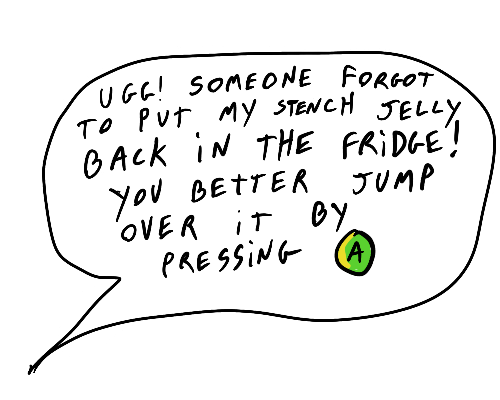 UGG! SOMEONE FORGOT
TO PUT MY STENCH JELLY
BACK iN THE FRiDGE!
YOU BETTER JUMP
OVER iT BY
PRESSING A